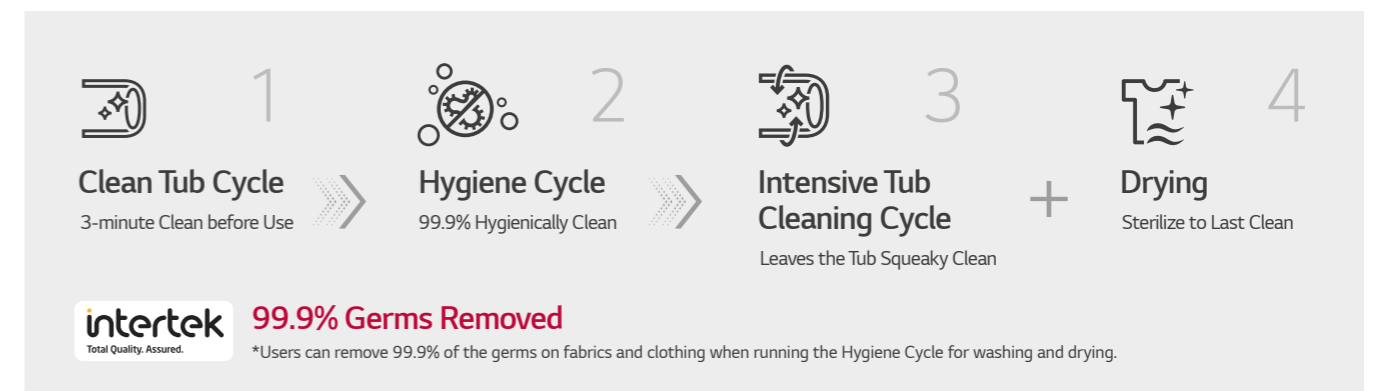 1
Clean Tub Cycle
3-minute Clean before Use
2
Hygiene Cycle
99.9% Hygienically Clean
3
Intensive Tub
Cleaning Cycle
Leaves the Tub Squeaky Clean
+
4
Drying
Sterilize to Last Clean
intertek
Total Quality. Assured.
99.9% Germs Removed
*Users can remove 99.9% of the germs on fabrics and clothing when running the Hygiene Cycle for washing and drying.